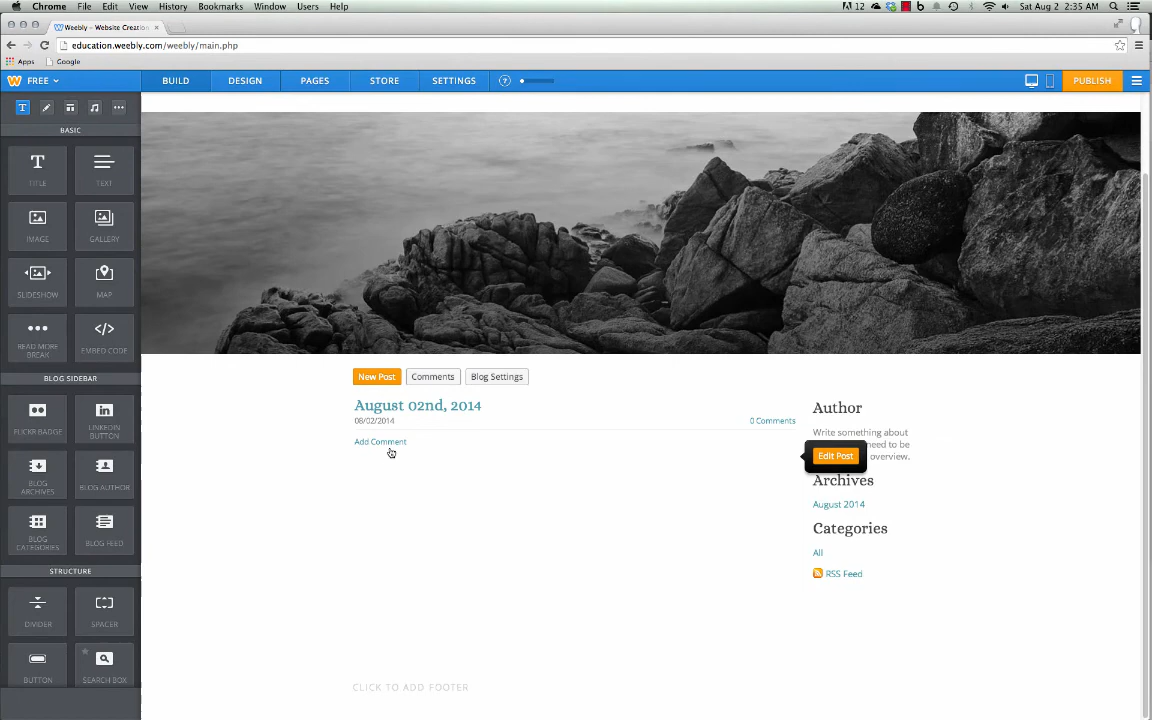 Chrome File Edit View History Bookmarks Window Users Help
12
Sat Aug 2 2:35 AM
Weebly - Website Creation
education.weebly.com/weebly/main.php
Apps Google
FREE
BUILD DESIGN PAGES STORE SETTINGS ? PUBLISH
BASIC
TITLE TEXT
IMAGE GALLERY
SLIDESHOW MAP
READ MORE BREAK EMBED CODE
BLOG SIDEBAR
FLICKR BADGE LINKEDIN BUTTON
BLOG ARCHIVES BLOG AUTHOR
BLOG CATEGORIES BLOG FEED
STRUCTURE
DIVIDER SPACER
BUTTON SEARCH BOX
New Post Comments Blog Settings
August 02nd, 2014
08/02/2014
0 Comments
Add Comment
Author
Write something about
need to be
overview.
Edit Post
Archives
August 2014
Categories
All
RSS Feed
CLICK TO ADD FOOTER